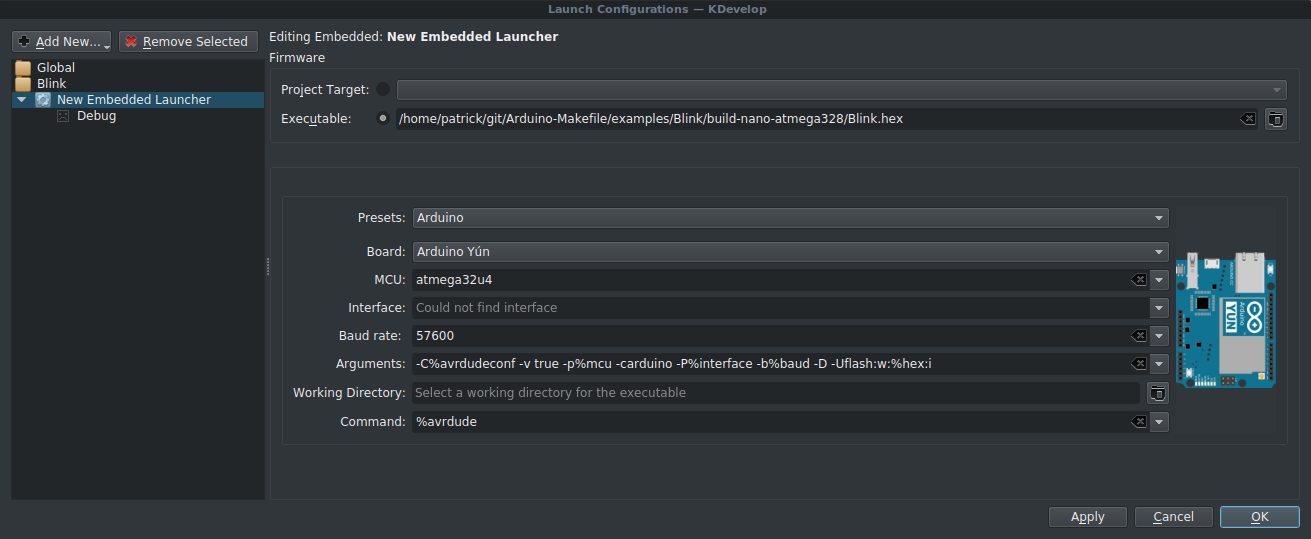 Launch Configurations — KDevelop
Add New...
Remove Selected
Global
Blink
New Embedded Launcher
Debug
Editing Embedded: New Embedded Launcher
Firmware
Project Target:
Executable: /home/patrick/git/Arduino-Makefile/examples/Blink/build-nano-atmega328/Blink.hex
Presets: Arduino
Board: Arduino Yún
MCU: atmega32u4
Interface: Could not find interface
Baud rate: 57600
Arguments: -C%avrdudeconf -v true -p%mcu -carduino -P%interface -b%baud -D -Uflash:w:%hex:i
Working Directory: Select a working directory for the executable
Command: %avrdude
Arduino
YUN
Apply
Cancel
OK